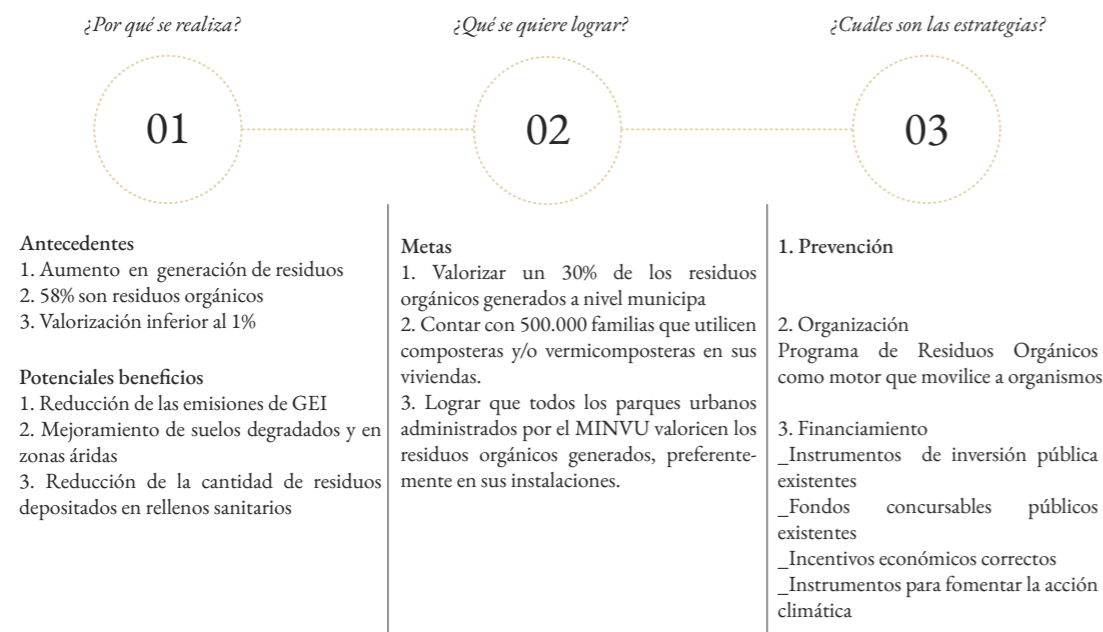 ¿Por qué se realiza?
01
Antecedentes
1. Aumento en generación de residuos
2. 58% son residuos orgánicos
3. Valorización inferior al 1%
Potenciales beneficios
1. Reducción de las emisiones de GEI
2. Mejoramiento de suelos degradados y en
zonas áridas
3. Reducción de la cantidad de residuos
depositados en rellenos sanitarios
¿Qué se quiere lograr?
02
Metas
1. Valorizar un 30% de los residuos
orgánicos generados a nivel municipa
2. Contar con 500.000 familias que utilicen
composteras y/o vermicomposteras en sus
viviendas.
3. Lograr que todos los parques urbanos
administrados por el MINVU valoricen los
residuos orgánicos generados, preferente-
mente en sus instalaciones.
¿Cuáles son las estrategias?
03
1. Prevención
2. Organización
Programa de Residuos Orgánicos
como motor que movilice a organismos
3. Financiamiento
_Instrumentos de inversión pública
existentes
_Fondos concursables públicos
existentes
_Incentivos económicos correctos
_Instrumentos para fomentar la acción
climática